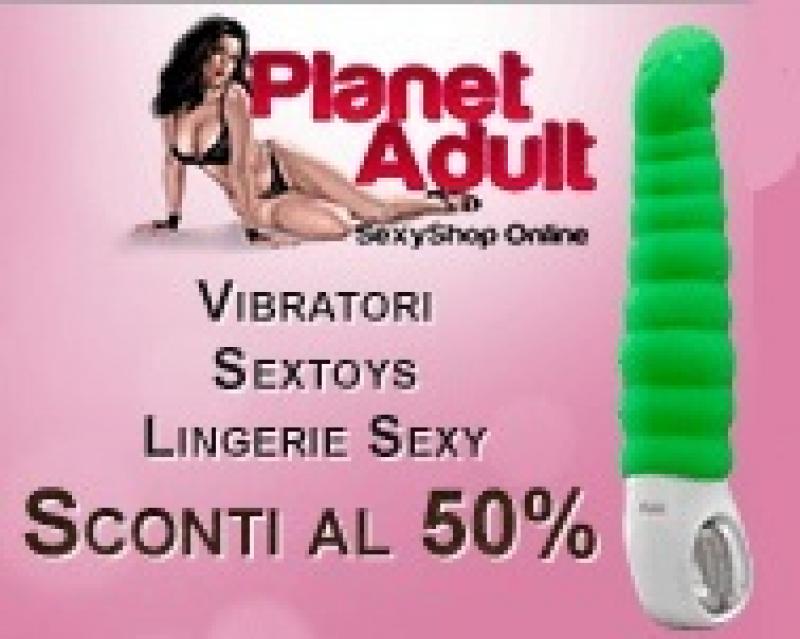 Planet
Adult
SexyShop Online
VIBRATORI
SEXTOYS
LINGERIE SEXY
SCONTI AL 50%